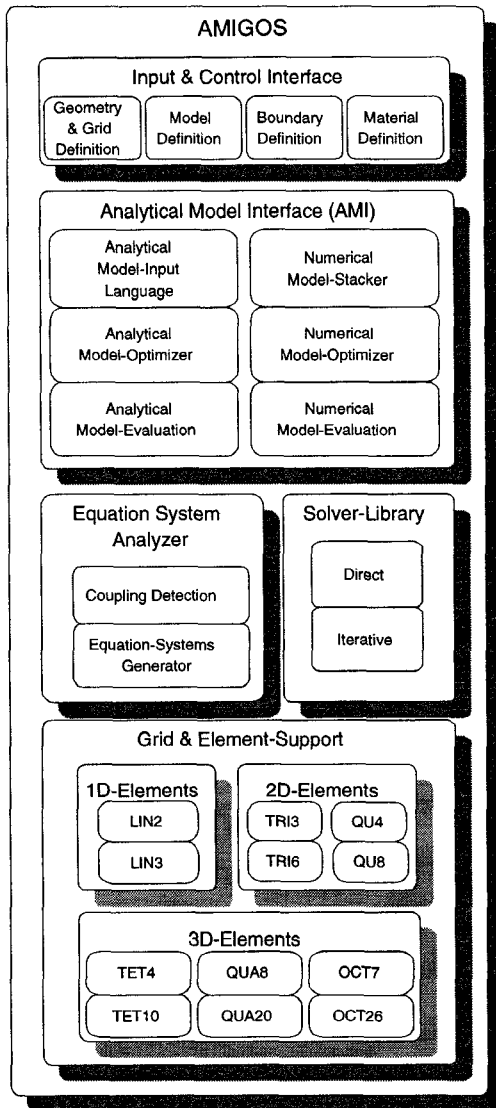 AMIGOS
Input & Control Interface
Geometry
& Grid
Definition
Model
Definition
Boundary
Definition
Material
Definition
Analytical Model Interface (AMI)
Analytical
Model-Input
Language
Numerical
Model-Stacker
Analytical
Model-Optimizer
Numerical
Model-Optimizer
Analytical
Model-Evaluation
Numerical
Model-Evaluation
Equation System
Analyzer
Coupling Detection
Equation-Systems
Generator
Solver-Library
Direct
Iterative
Grid & Element-Support
1D-Elements
LIN2
LIN3
2D-Elements
TRI3
QU4
TRI6
QU8
3D-Elements
TET4
QUA8
OCT7
TET10
QUA20
OCT26